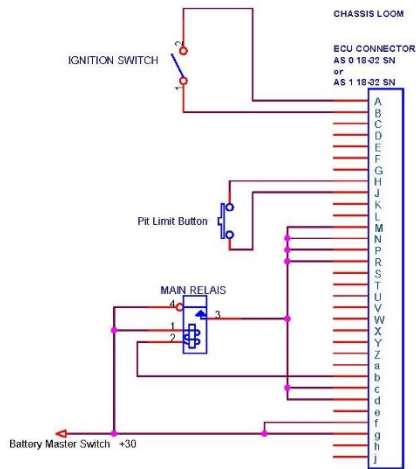 CHASSIS LOOM
ECU CONNECTOR
AS 0 18-32 SN
or
AS 1 18-32 SN
IGNITION SWITCH
2
1
A
B
C
D
E
F
G
H
J
K
L
M
N
P
R
S
T
U
V
W
X
Y
Z
a
b
c
d
e
f
g
h
j
Pit Limit Button
MAIN RELAIS
4
3
1
2
Battery Master Switch +30